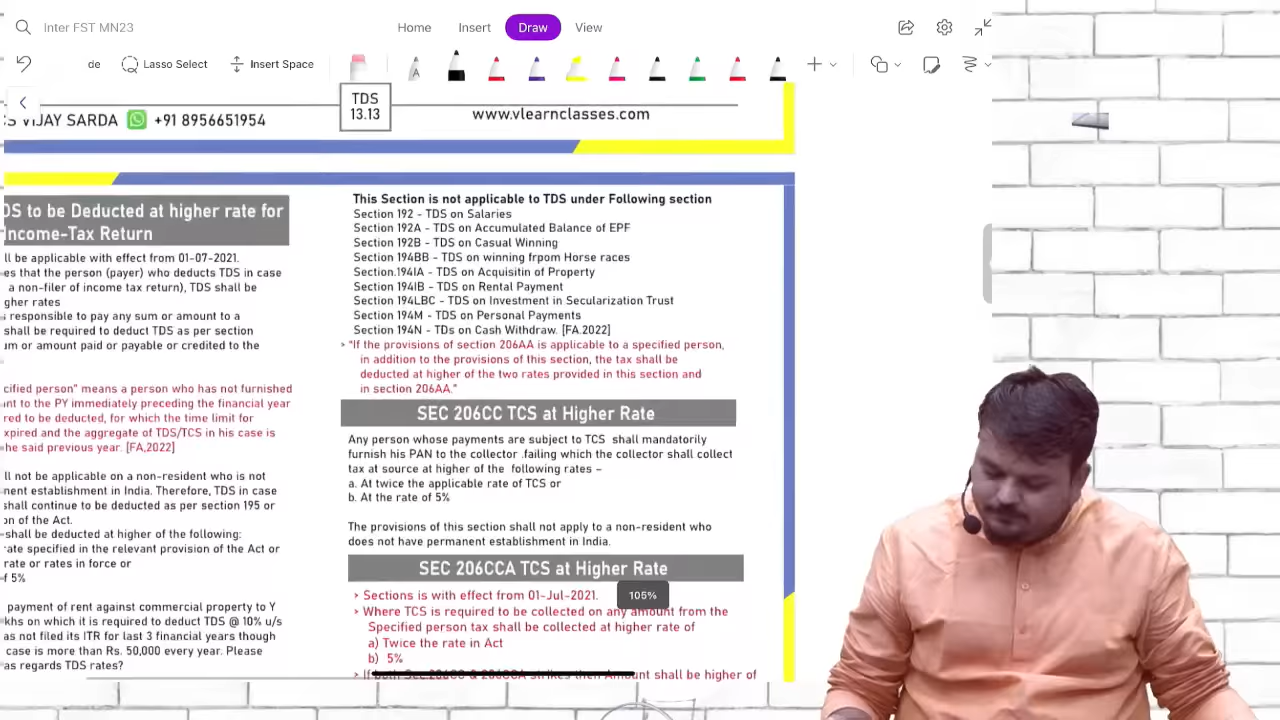 Inter FST MN23
Home
Insert
Draw
View
de
Lasso Select
Insert Space
A
CS VIJAY SARDA +91 8956651954
TDS
13.13
www.vlearnclasses.com
DS to be Deducted at higher rate for
Income-Tax Return
ll be applicable with effect from 01-07-2021.
es that the person (payer) who deducts TDS in case
a non-filer of income tax return), TDS shall be
gher rates
responsible to pay any sum or amount to a
shall be required to deduct TDS as per section
um or amount paid or payable or credited to the
cified person" means a person who has not furnished
nt to the PY immediately preceding the financial year
red to be deducted, for which the time limit for
xpired and the aggregate of TDS/TCS in his case is
he said previous year. [FA,2022]
ll not be applicable on a non-resident who is not
nent establishment in India. Therefore, TDS in case
shall continue to be deducted as per section 195 or
on of the Act.
shall be deducted at higher of the following:
rate specified in the relevant provision of the Act or
rate or rates in force or
f 5%
payment of rent against commercial property to Y
khs on which it is required to deduct TDS @ 10% u/s
as not filed its ITR for last 3 financial years though
case is more than Rs. 50,000 every year. Please
as regards TDS rates?
This Section is not applicable to TDS under Following section
Section 192 - TDS on Salaries
Section 192A - TDS on Accumulated Balance of EPF
Section 192B - TDS on Casual Winning
Section 194BB - TDS on winning frpom Horse races
Section.194IA - TDS on Acquisitin of Property
Section 194IB - TDS on Rental Payment
Section 194LBC - TDS on Investment in Secularization Trust
Section 194M - TDS on Personal Payments
Section 194N - TDs on Cash Withdraw. [FA.2022]
> "If the provisions of section 206AA is applicable to a specified person,
in addition to the provisions of this section, the tax shall be
deducted at higher of the two rates provided in this section and
in section 206AA."
SEC 206CC TCS at Higher Rate
Any person whose payments are subject to TCS shall mandatorily
furnish his PAN to the collector .failing which the collector shall collect
tax at source at higher of the following rates –
a. At twice the applicable rate of TCS or
b. At the rate of 5%
The provisions of this section shall not apply to a non-resident who
does not have permanent establishment in India.
SEC 206CCA TCS at Higher Rate
> Sections is with effect from 01-Jul-2021.
105%
> Where TCS is required to be collected on any amount from the
Specified person tax shall be collected at higher rate of
a) Twice the rate in Act
b) 5%
> If both Sec.206CC & 206CCA strikes then Amount shall be higher of